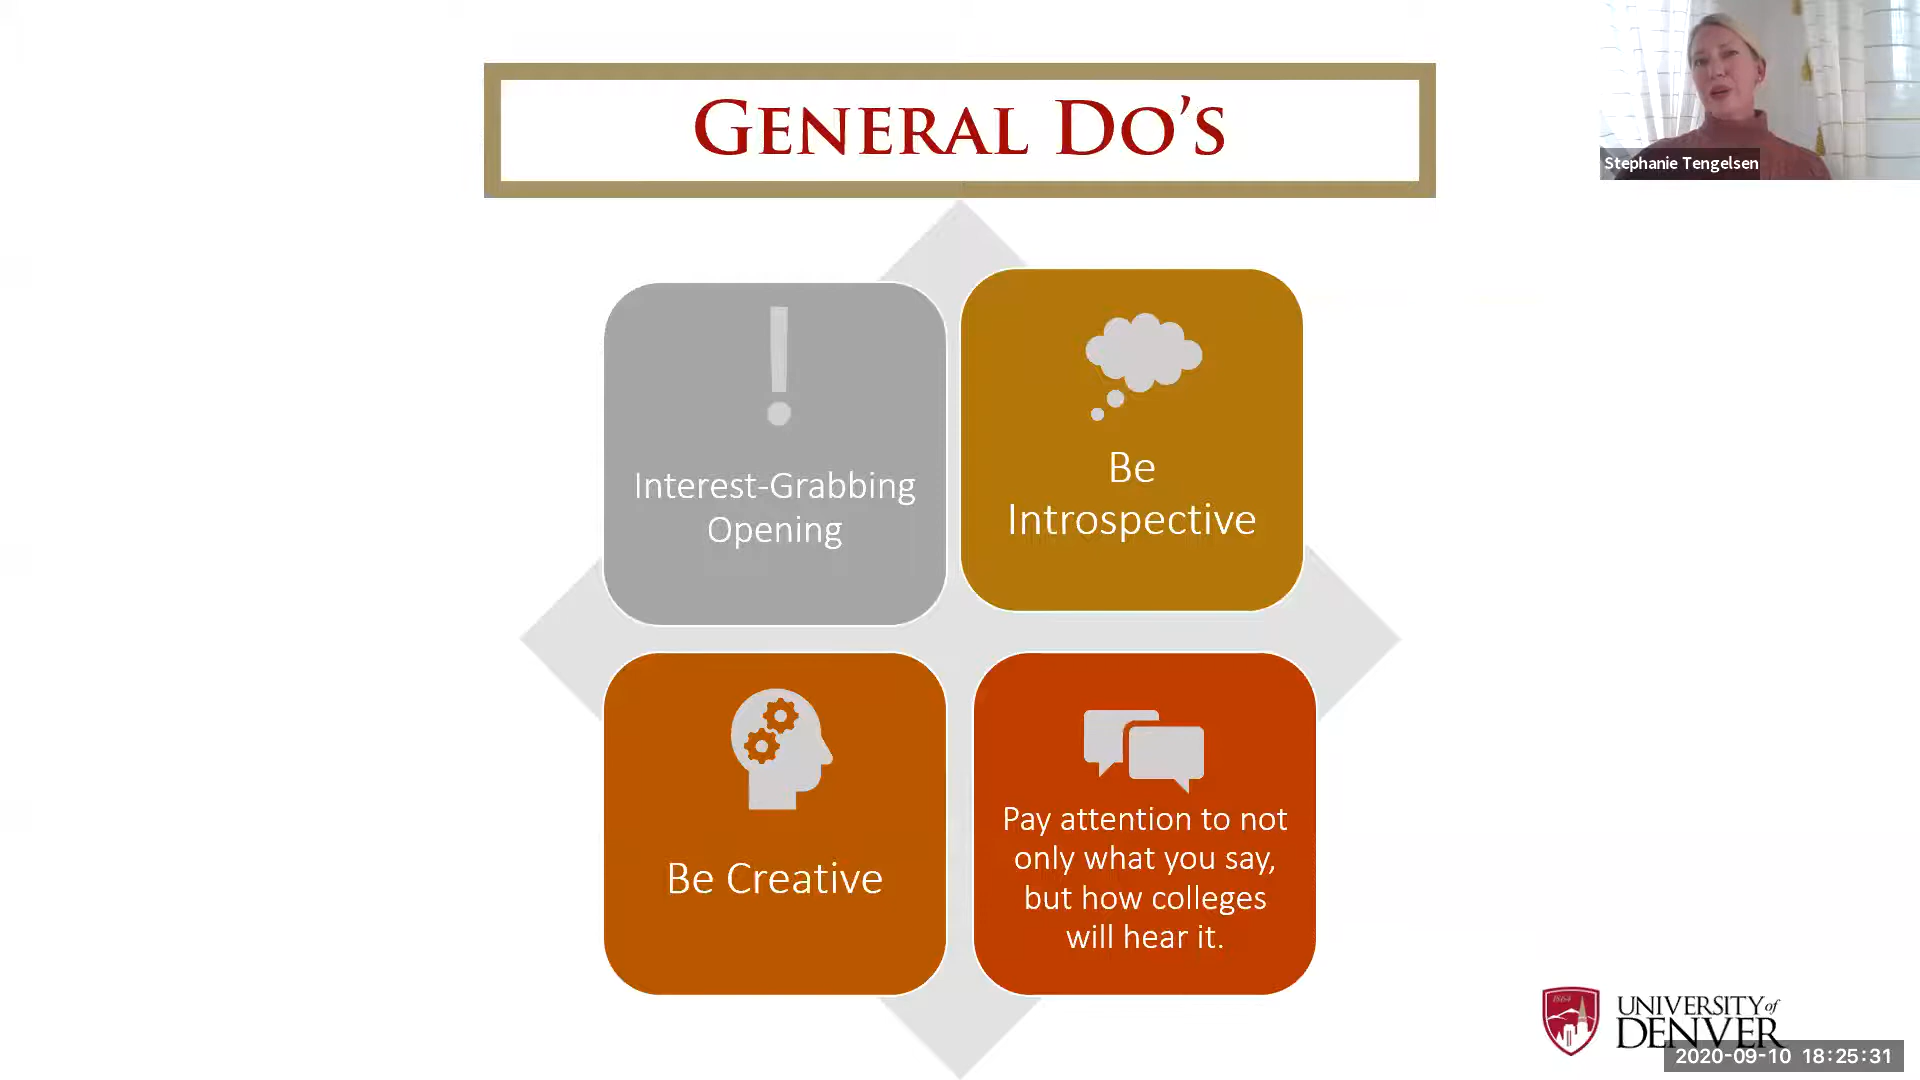 GENERAL DO'S
Stephanie Tengelsen
Interest-Grabbing
Opening
Be
Introspective
Be Creative
Pay attention to not
only what you say,
but how colleges
will hear it.
1864
UNIVERSITY of
DENVER
2020-09-10 18:25:31